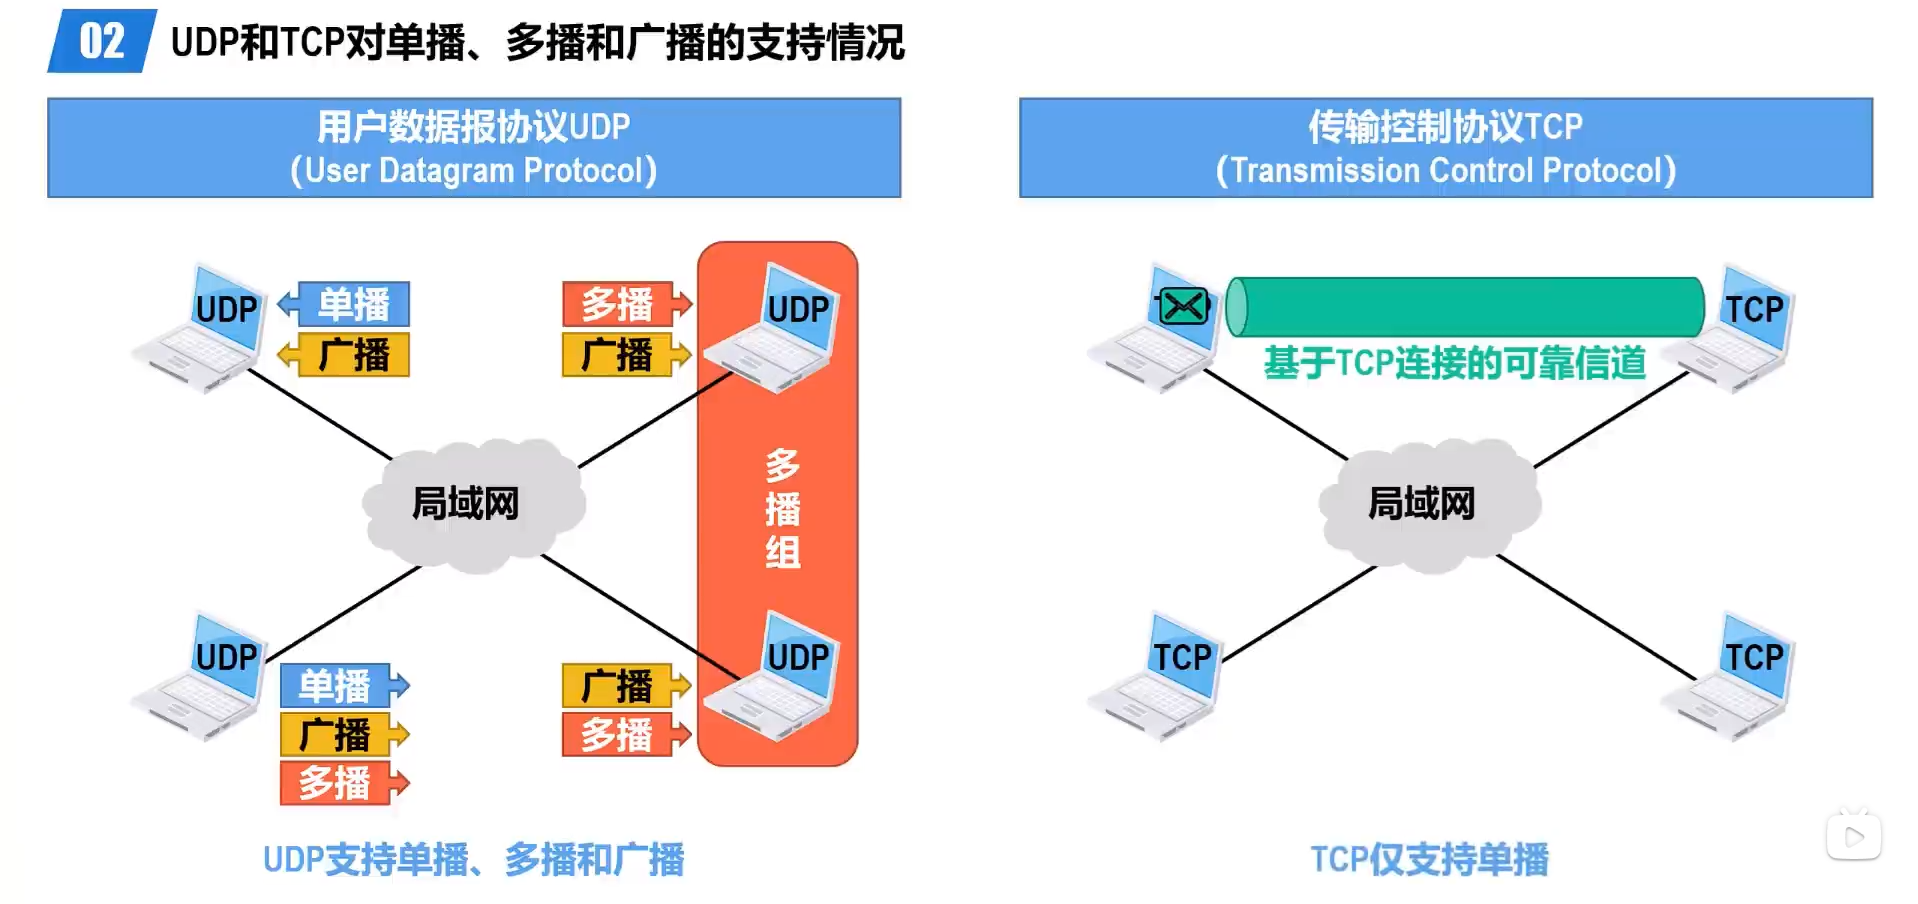 02 UDP和TCP对单播、多播和广播的支持情况
用户数据报协议UDP
（User Datagram Protocol）
UDP
单播
广播
多播
广播
UDP
局域网
多播组
UDP
单播
广播
多播
广播
多播
UDP
UDP支持单播、多播和广播
传输控制协议TCP
（Transmission Control Protocol）
TCP
基于TCP连接的可靠信道
局域网
TCP
TCP
TCP仅支持单播